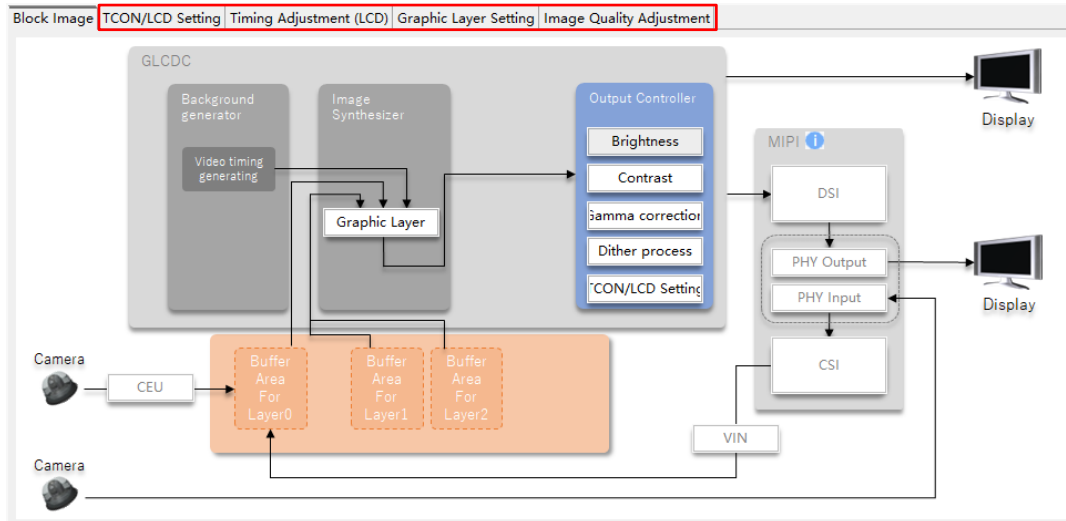 Block Image TCON/LCD Setting Timing Adjustment (LCD) Graphic Layer Setting Image Quality Adjustment
GLCDC
Background
generator
Video timing
generating
Image
Synthesizer
Graphic Layer
Output Controller
Brightness
Contrast
Gamma correction
Dither process
TCON/LCD Setting
Display
MIPI
DSI
PHY Output
PHY Input
CSI
Display
Camera
CEU
Buffer
Area
For
Layer0
Buffer
Area
For
Layer1
Buffer
Area
For
Layer2
VIN
Camera